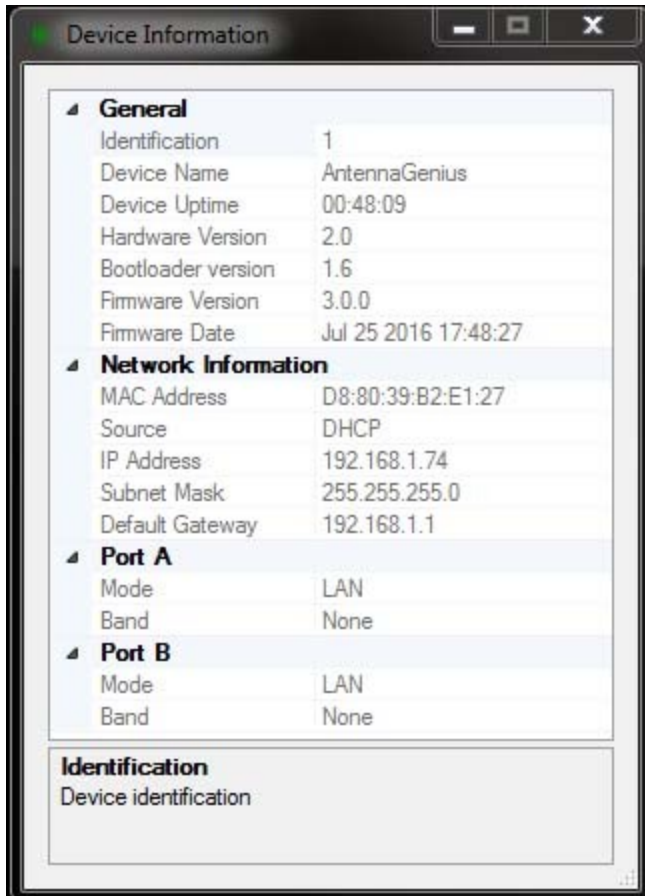 Device Information
General
Identification 1
Device Name AntennaGenius
Device Uptime 00:48:09
Hardware Version 2.0
Bootloader version 1.6
Firmware Version 3.0.0
Firmware Date Jul 25 2016 17:48:27
Network Information
MAC Address D8:80:39:B2:E1:27
Source DHCP
IP Address 192.168.1.74
Subnet Mask 255.255.255.0
Default Gateway 192.168.1.1
Port A
Mode LAN
Band None
Port B
Mode LAN
Band None
Identification
Device identification